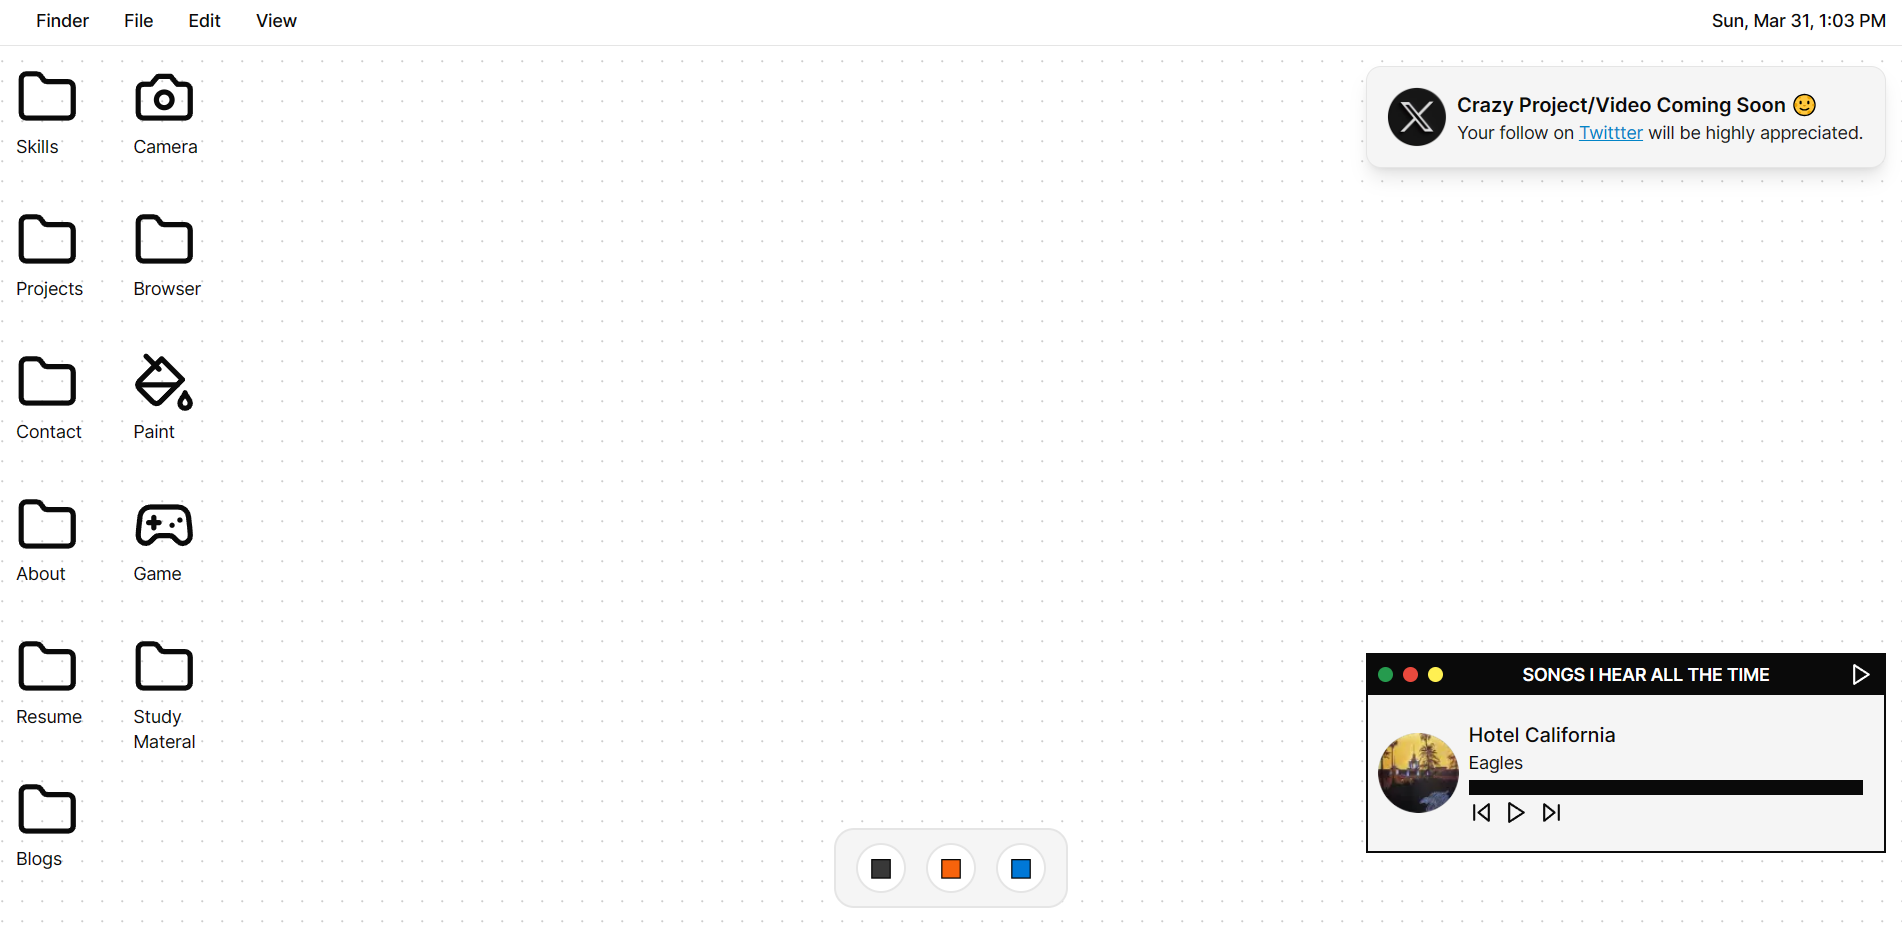 Finder File Edit View Sun, Mar 31, 1:03 PM
Skills Camera
Crazy Project/Video Coming Soon 🙂
Your follow on Twittter will be highly appreciated.
Projects Browser
Contact Paint
About Game
Resume Study
Materal
Blogs
SONGS I HEAR ALL THE TIME
Hotel California
Eagles